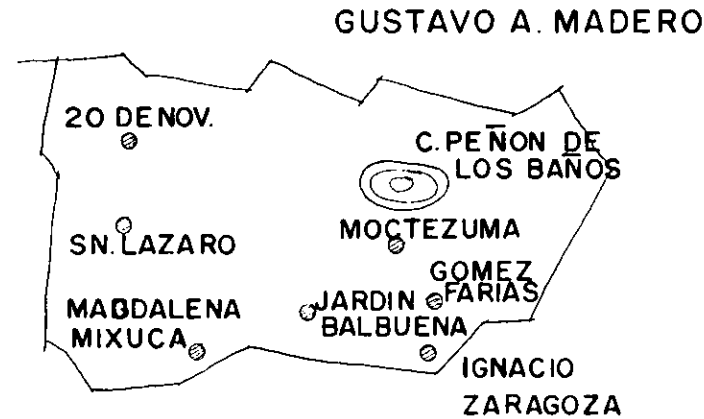 GUSTAVO A. MADERO
20 DE NOV.
C. PEÑON DE
LOS BAÑOS
SN. LAZARO
MOCTEZUMA
GOMEZ
FARIAS
MAGDALENA
MIXUCA
JARDIN
BALBUENA
IGNACIO
ZARAGOZA